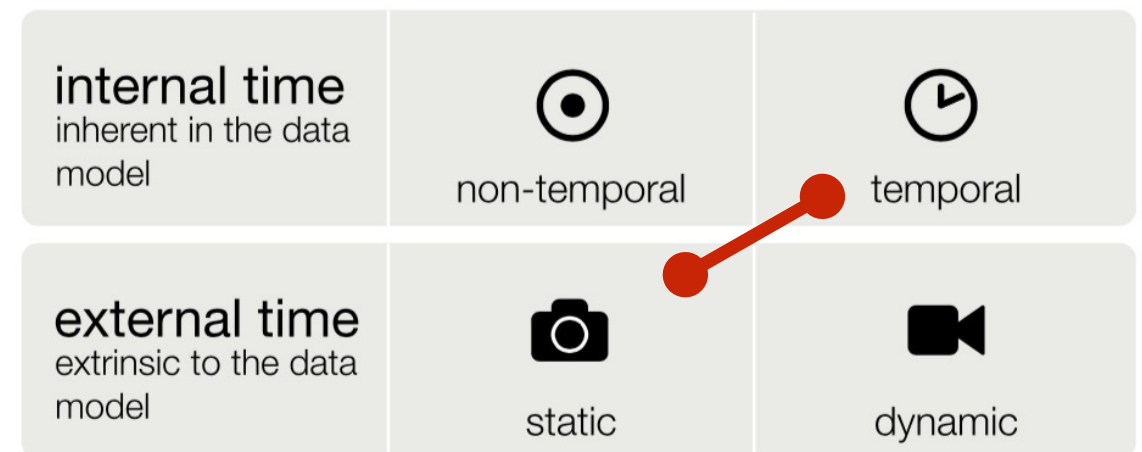 internal time
inherent in the data
model
non-temporal
temporal
external time
extrinsic to the data
model
static
dynamic